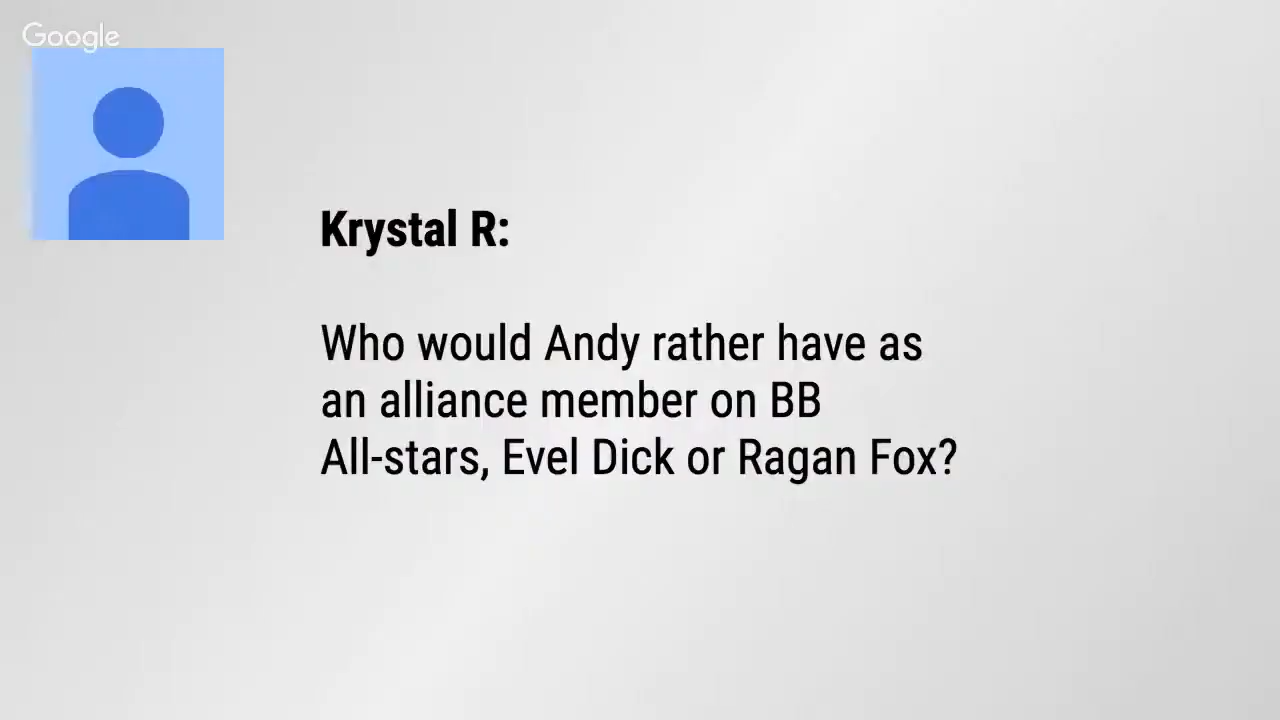 Google
Krystal R:
Who would Andy rather have as
an alliance member on BB
All-stars, Evel Dick or Ragan Fox?